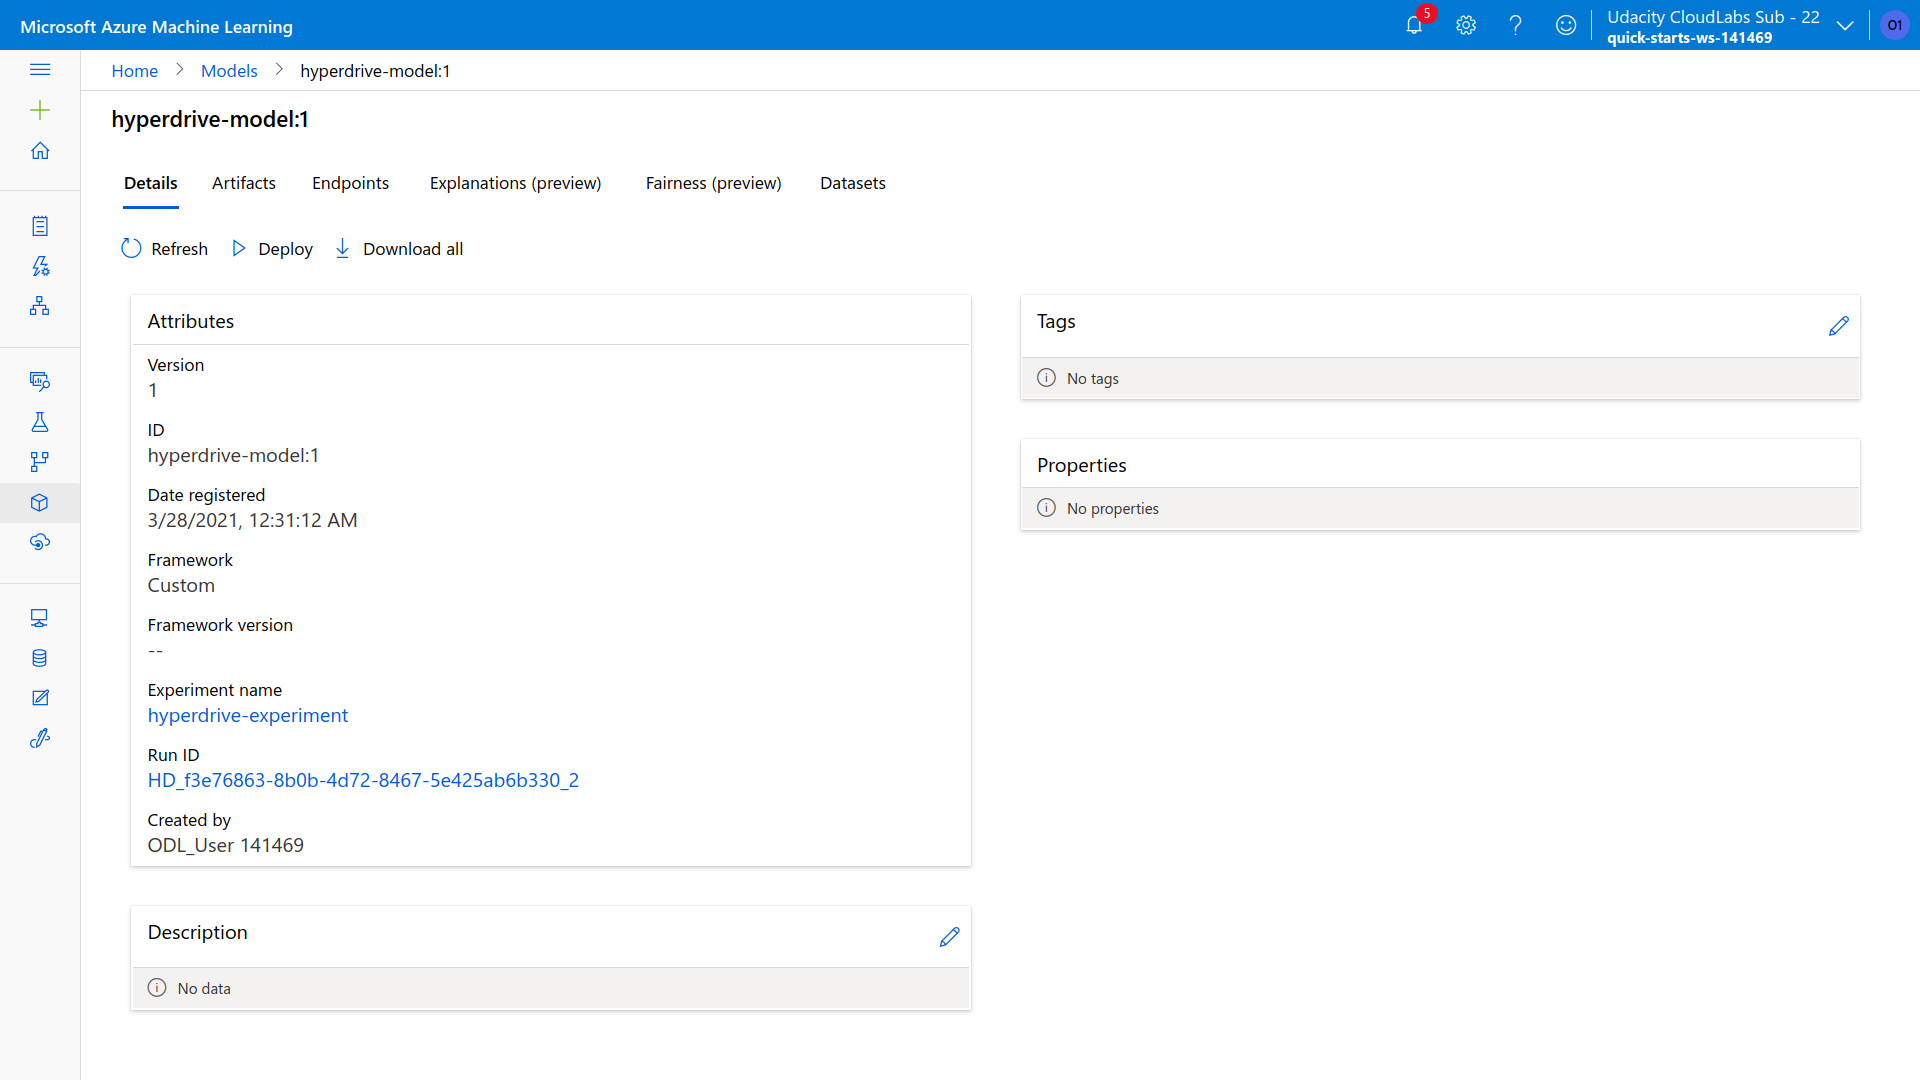 Microsoft Azure Machine Learning
5
Udacity CloudLabs Sub - 22
quick-starts-ws-141469
O1
Home > Models > hyperdrive-model:1
hyperdrive-model:1
Details Artifacts Endpoints Explanations (preview) Fairness (preview) Datasets
Refresh Deploy Download all
Attributes
Version
1
ID
hyperdrive-model:1
Date registered
3/28/2021, 12:31:12 AM
Framework
Custom
Framework version
--
Experiment name
hyperdrive-experiment
Run ID
HD_f3e76863-8b0b-4d72-8467-5e425ab6b330_2
Created by
ODL_User 141469
Description
No data
Tags
No tags
Properties
No properties